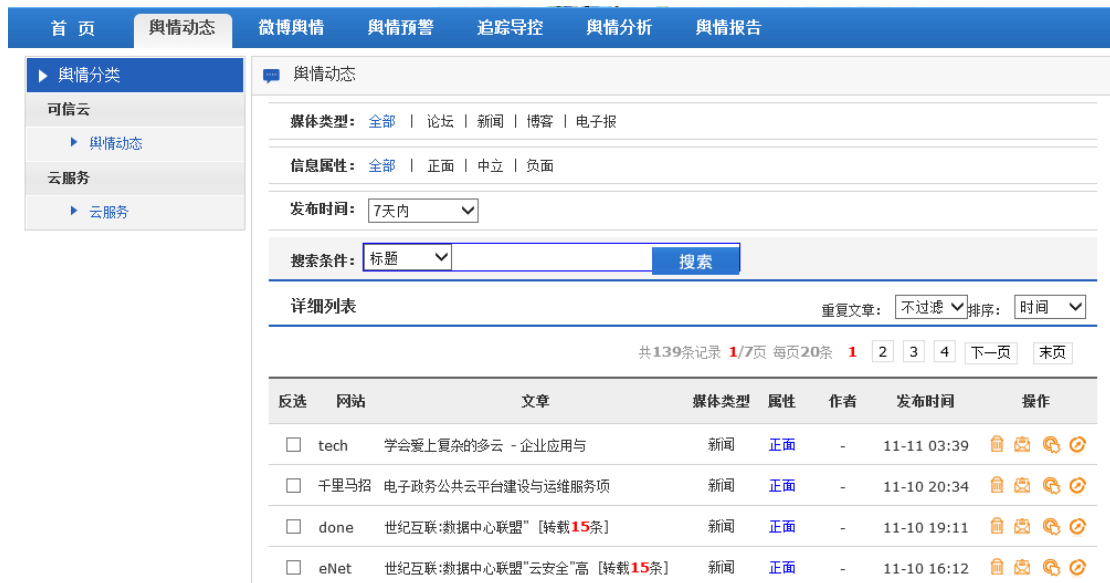 首 页 舆情动态 微博舆情 舆情预警 追踪导控 舆情分析 舆情报告
舆情分类
可信云
舆情动态
云服务
云服务
舆情动态
媒体类型： 全部 | 论坛 | 新闻 | 博客 | 电子报
信息属性： 全部 | 正面 | 中立 | 负面
发布时间： 7天内
搜索条件： 标题 搜索
详细列表 重复文章： 不过滤 排序： 时间
共139条记录 1/7页 每页20条 1 2 3 4 下一页 末页
反选 网站 文章 媒体类型 属性 作者 发布时间 操作
tech 学会爱上复杂的多云 - 企业应用与 新闻 正面 - 11-11 03:39
千里马招 电子政务公共云平台建设与运维服务项 新闻 正面 - 11-10 20:34
done 世纪互联:数据中心联盟" [转载15条] 新闻 正面 - 11-10 19:11
eNet 世纪互联:数据中心联盟"云安全"高 [转载15条] 新闻 正面 - 11-10 16:12